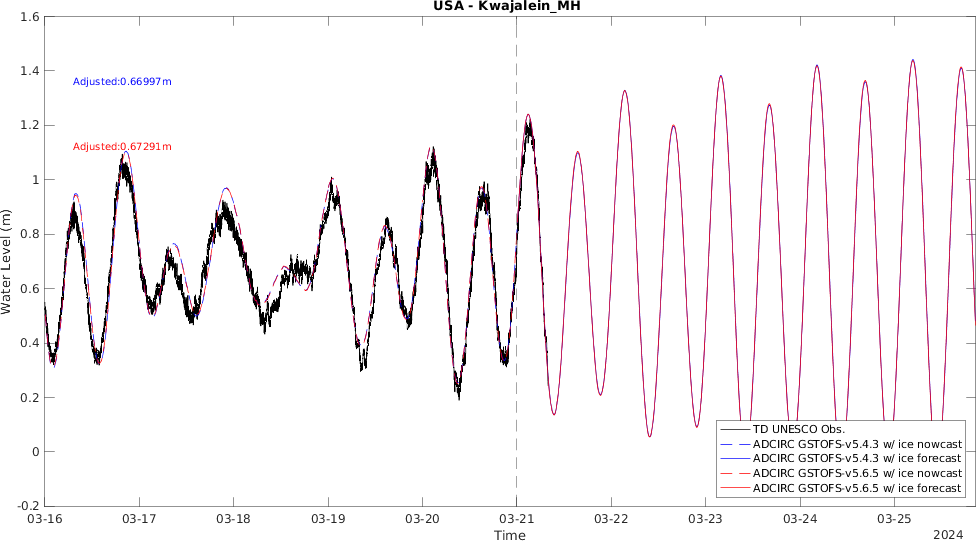 USA - Kwajalein_MH
1.6
1.4
1.2
1
0.8
0.6
0.4
0.2
0
-0.2
Water Level (m)
Adjusted:0.66997m
Adjusted:0.67291m
TD UNESCO Obs.
ADCIRC GSTOFS-v5.4.3 w/ ice nowcast
ADCIRC GSTOFS-v5.4.3 w/ ice forecast
ADCIRC GSTOFS-v5.6.5 w/ ice nowcast
ADCIRC GSTOFS-v5.6.5 w/ ice forecast
03-16 03-17 03-18 03-19 03-20 03-21 03-22 03-23 03-24 03-25
Time
2024